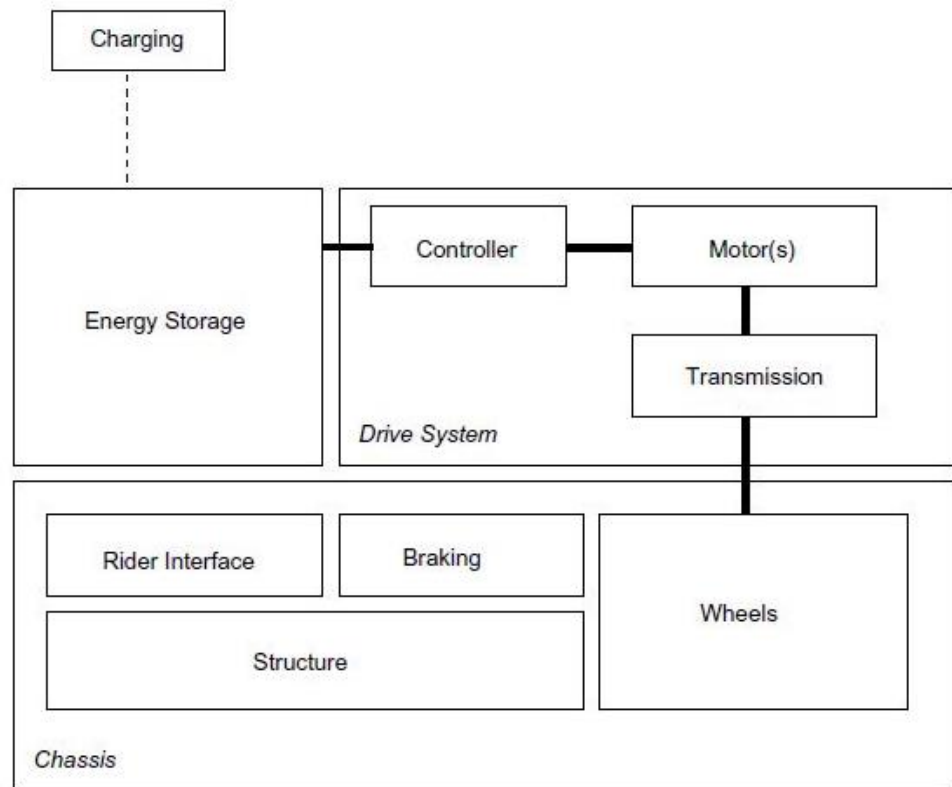 Charging
Controller
Motor(s)
Energy Storage
Transmission
Drive System
Rider Interface
Braking
Wheels
Structure
Chassis